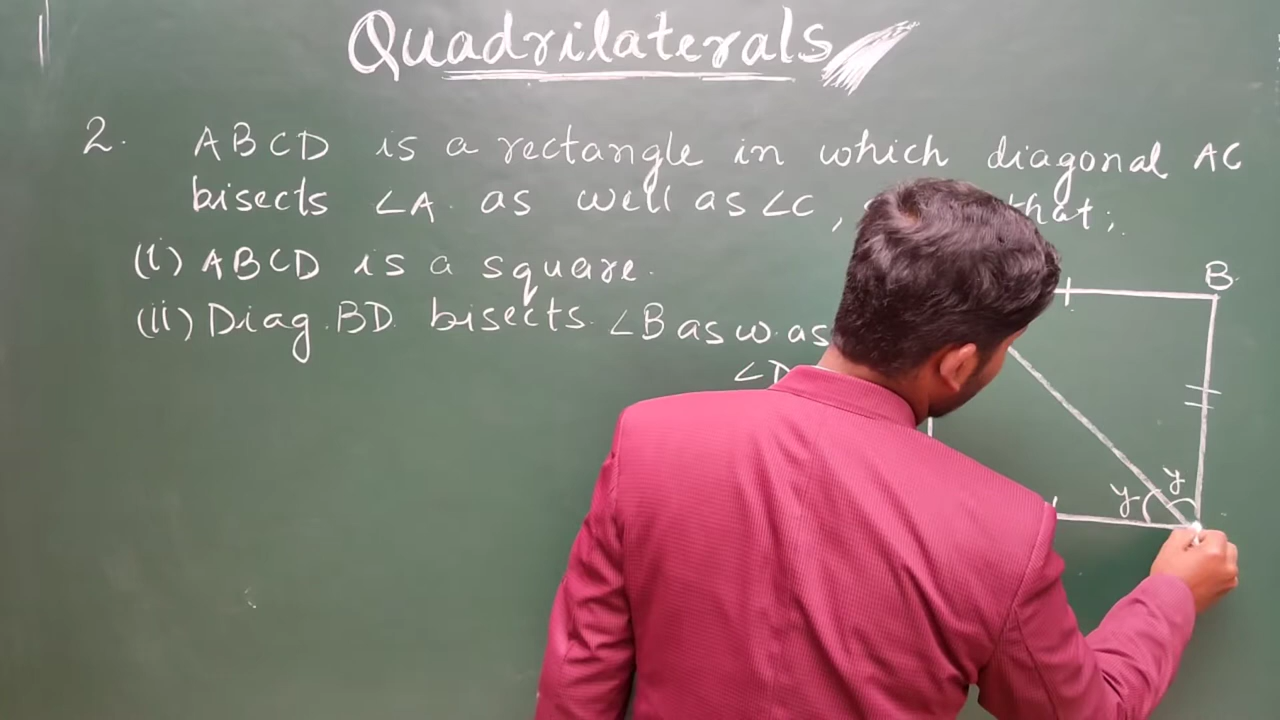 Quadrilaterals
2. ABCD is a rectangle in which diagonal AC
bisects ∠A as well as ∠C, that;
(i) ABCD is a square.
(ii) Diag. BD bisects ∠B as w. as
∠D
B
y y